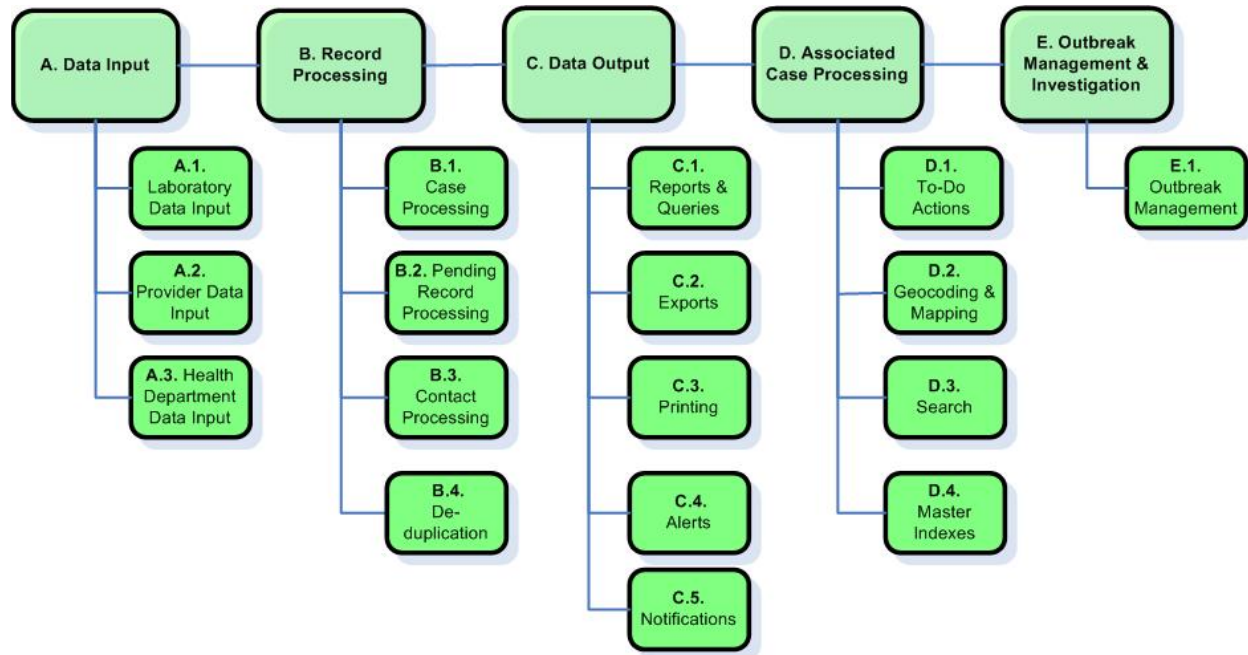 A. Data Input
B. Record
Processing
C. Data Output
D. Associated
Case Processing
E. Outbreak
Management &
Investigation
A.1.
Laboratory
Data Input
A.2.
Provider Data
Input
A.3. Health
Department
Data Input
B.1.
Case
Processing
B.2. Pending
Record
Processing
B.3.
Contact
Processing
B.4.
De-
duplication
C.1.
Reports &
Queries
C.2.
Exports
C.3.
Printing
C.4.
Alerts
C.5.
Notifications
D.1.
To-Do
Actions
D.2.
Geocoding &
Mapping
D.3.
Search
D.4.
Master
Indexes
E.1.
Outbreak
Management